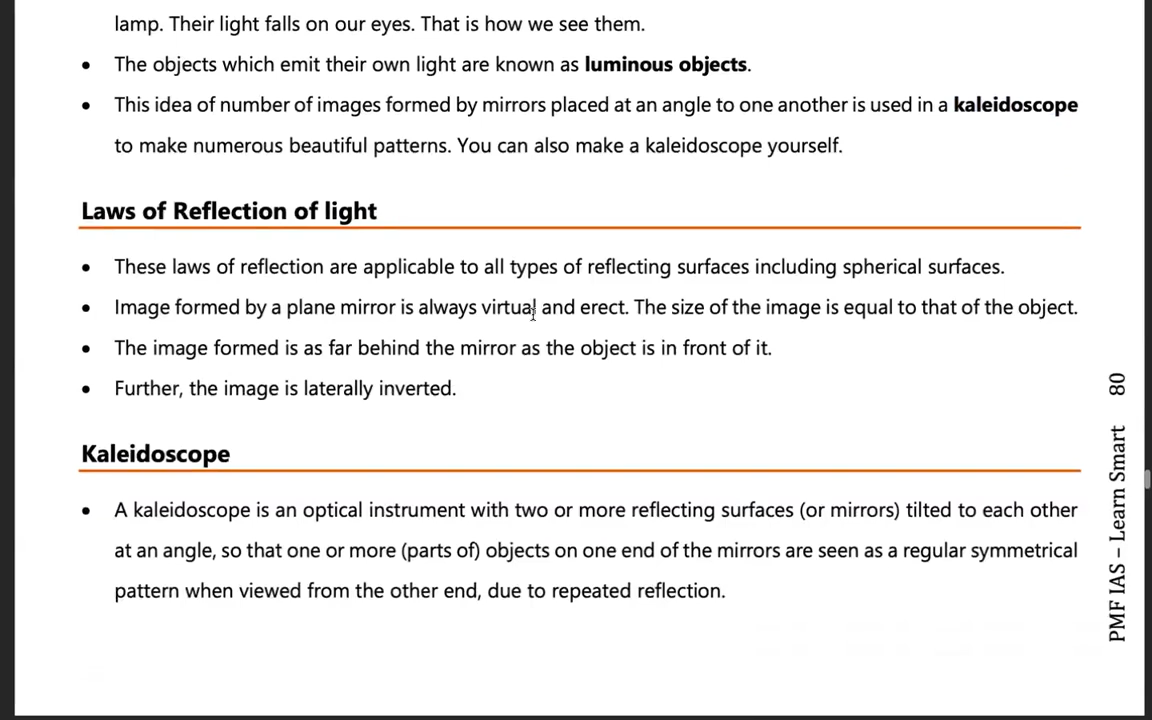 lamp. Their light falls on our eyes. That is how we see them.
• The objects which emit their own light are known as luminous objects.
• This idea of number of images formed by mirrors placed at an angle to one another is used in a kaleidoscope
to make numerous beautiful patterns. You can also make a kaleidoscope yourself.
Laws of Reflection of light
• These laws of reflection are applicable to all types of reflecting surfaces including spherical surfaces.
• Image formed by a plane mirror is always virtual and erect. The size of the image is equal to that of the object.
• The image formed is as far behind the mirror as the object is in front of it.
• Further, the image is laterally inverted.
Kaleidoscope
• A kaleidoscope is an optical instrument with two or more reflecting surfaces (or mirrors) tilted to each other
at an angle, so that one or more (parts of) objects on one end of the mirrors are seen as a regular symmetrical
pattern when viewed from the other end, due to repeated reflection.
PMF IAS – Learn Smart 80